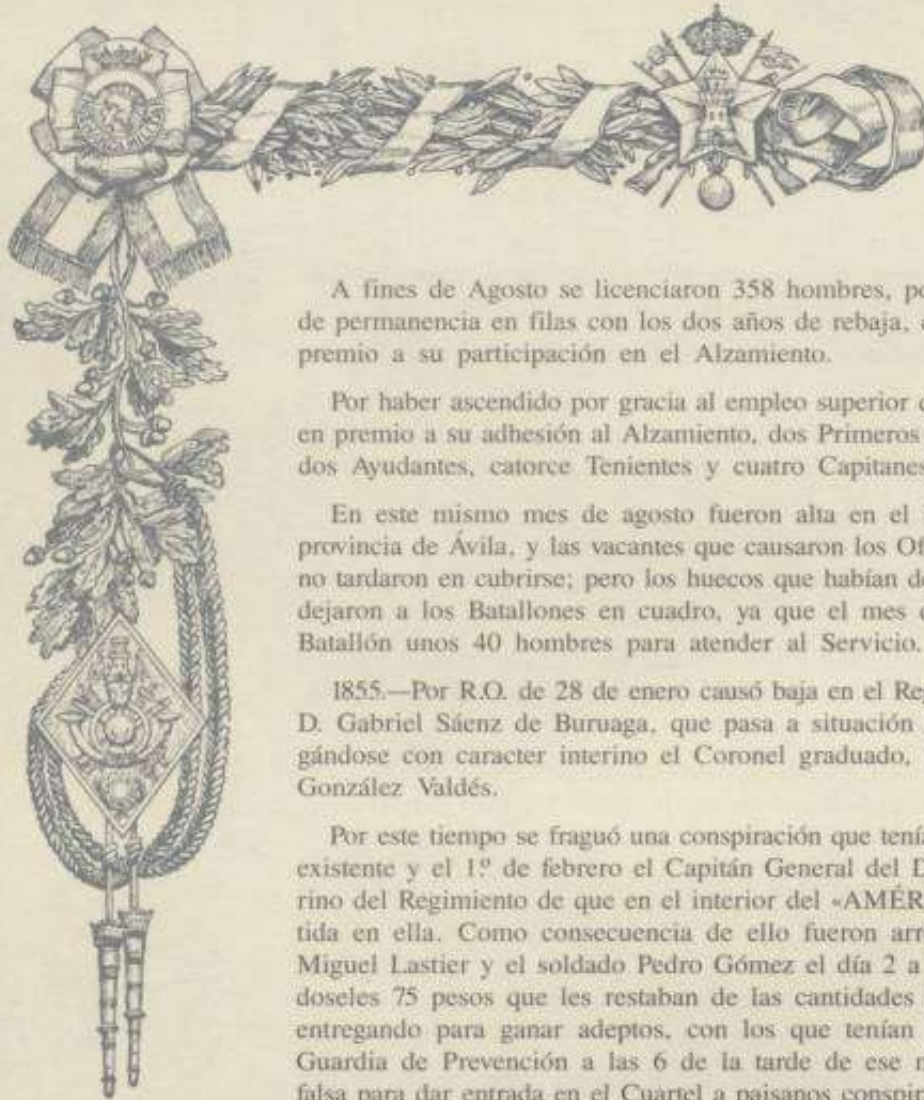 A fines de Agosto se licenciaron 358 hombres, po
de permanencia en filas con los dos años de rebaja,
premio a su participación en el Alzamiento.
Por haber ascendido por gracia al empleo superior
en premio a su adhesión al Alzamiento, dos Primeros
dos Ayudantes, catorce Tenientes y cuatro Capitanes
En este mismo mes de agosto fueron alta en el
provincia de Ávila, y las vacantes que causaron los Of
no tardaron en cubrirse; pero los huecos que habían de
dejaron a los Batallones en cuadro, ya que el mes
Batallón unos 40 hombres para atender al Servicio.
1855.—Por R.O. de 28 de enero causó baja en el Re
D. Gabriel Sáenz de Buruaga, que pasa a situación
gándose con caracter interino el Coronel graduado,
González Valdés.
Por este tiempo se fraguó una conspiración que tenía
existente y el 1.º de febrero el Capitán General del D
rino del Regimiento de que en el interior del «AMÉR
tida en ella. Como consecuencia de ello fueron arr
Miguel Lastier y el soldado Pedro Gómez el día 2 a
doseles 75 pesos que les restaban de las cantidades
entregando para ganar adeptos, con los que tenían
Guardia de Prevención a las 6 de la tarde de ese m
falsa para dar entrada en el Cuartel a paisanos conspir